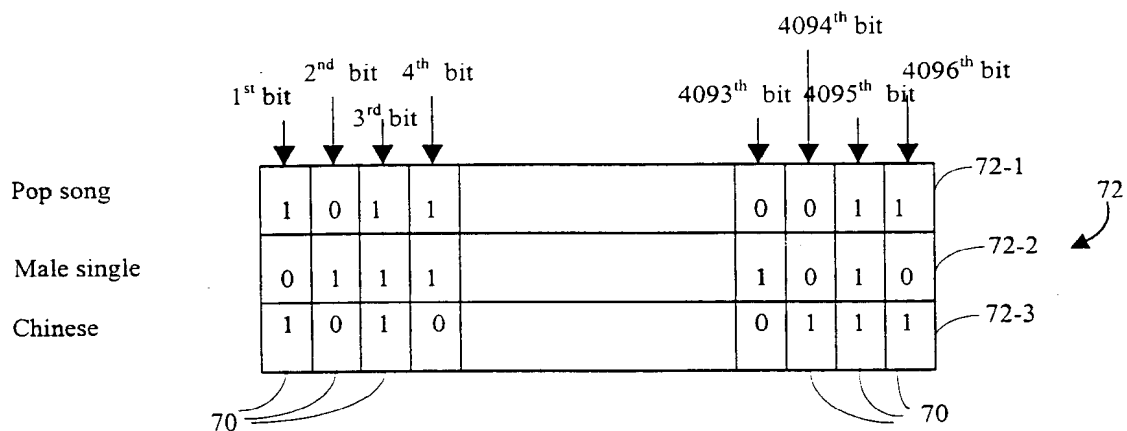 4094th bit
2nd bit 4th bit 4096th bit
1st bit 4093th bit 4095th bit
3rd bit
72-1
Pop song 72
1 0 1 1 0 0 1 1
72-2
Male single
0 1 1 1 1 0 1 0
Chinese 1 0 1 0 0 1 1 1 72-3
70 70